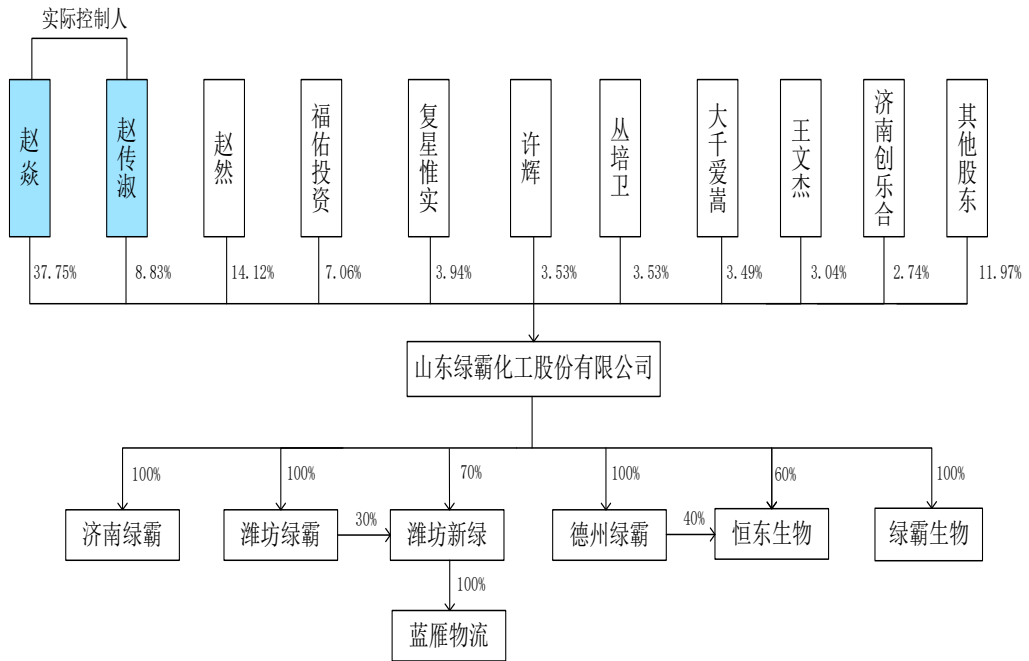 实际控制人
赵焱
赵传淑
赵然
福佑投资
复星惟实
许辉
丛培卫
大千爱嵩
王文杰
济南创乐合
其他股东
37.75%
8.83%
14.12%
7.06%
3.94%
3.53%
3.53%
3.49%
3.04%
2.74%
11.97%
山东绿霸化工股份有限公司
100%
100%
70%
100%
60%
100%
济南绿霸
潍坊绿霸
30%
潍坊新绿
德州绿霸
40%
恒东生物
绿霸生物
100%
蓝雁物流